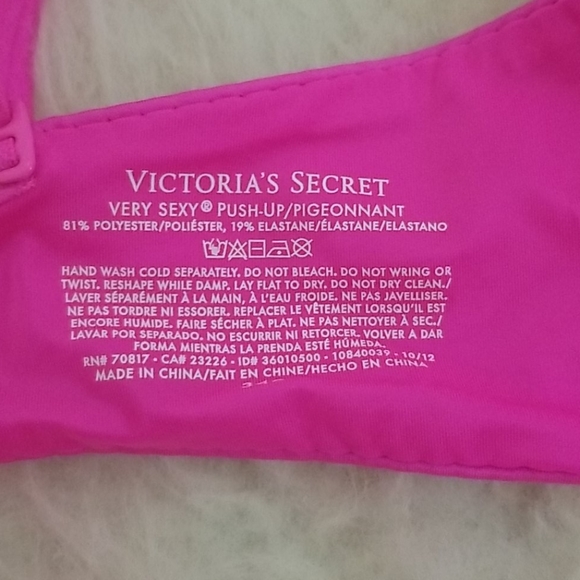 VICTORIA'S SECRET
VERY SEXY® PUSH-UP/PIGEONNANT
81% POLYESTER/POLIÉSTER, 19% ELASTANE/ÉLASTANE/ELASTANO
HAND WASH COLD SEPARATELY. DO NOT BLEACH. DO NOT WRING OR
TWIST. RESHAPE WHILE DAMP. LAY FLAT TO DRY. DO NOT DRY CLEAN./
LAVER SÉPARÉMENT À LA MAIN, À L'EAU FROIDE. NE PAS JAVELLISER.
NE PAS TORDRE NI ESSORER. REPLACER LE VÊTEMENT LORSQU'IL EST
ENCORE HUMIDE. FAIRE SÉCHER À PLAT. NE PAS NETTOYER À SEC./
LAVAR POR SEPARADO. NO ESCURRIR NI RETORCER. VOLVER A DAR
FORMA MIENTRAS LA PRENDA ESTÉ HÚMEDA.
RN# 70817 - CA# 23226 - ID# 36010500 - 10840039 - 10/12
MADE IN CHINA/FAIT EN CHINE/HECHO EN CHINA